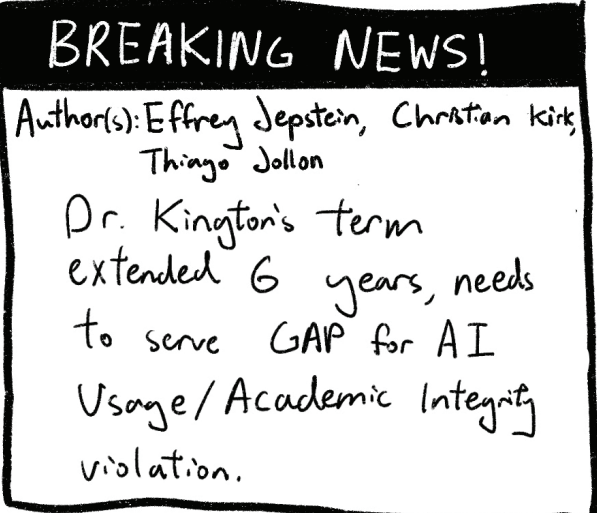 BREAKING NEWS!
Author(s): Effrey Jepstein, Christian Kirk,
Thiago Jollon
Dr. Kington's term
extended 6 years, needs
to serve GAP for AI
Usage/Academic Integrity
violation.